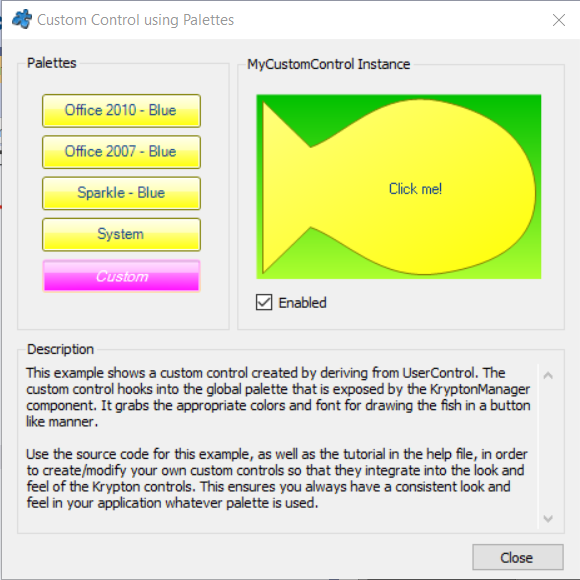 Custom Control using Palettes
Palettes
Office 2010 - Blue
Office 2007 - Blue
Sparkle - Blue
System
Custom
MyCustomControl Instance
Click me!
Enabled
Description
This example shows a custom control created by deriving from UserControl. The
custom control hooks into the global palette that is exposed by the KryptonManager
component. It grabs the appropriate colors and font for drawing the fish in a button
like manner.
Use the source code for this example, as well as the tutorial in the help file, in order
to create/modify your own custom controls so that they integrate into the look and
feel of the Krypton controls. This ensures you always have a consistent look and
feel in your application whatever palette is used.
Close